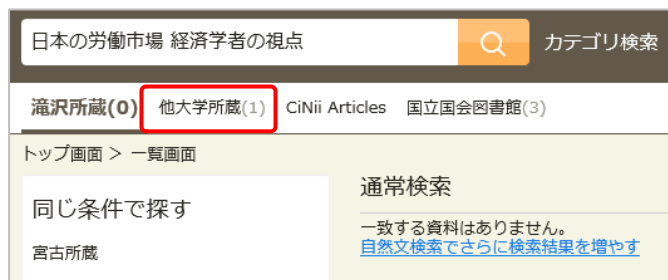 日本の労働市場 経済学者の視点 カテゴリ検索
滝沢所蔵(0) 他大学所蔵(1) CiNii Articles 国立国会図書館(3)
トップ画面 > 一覧画面
同じ条件で探す
宮古所蔵
通常検索
一致する資料はありません。
自然文検索でさらに検索結果を増やす